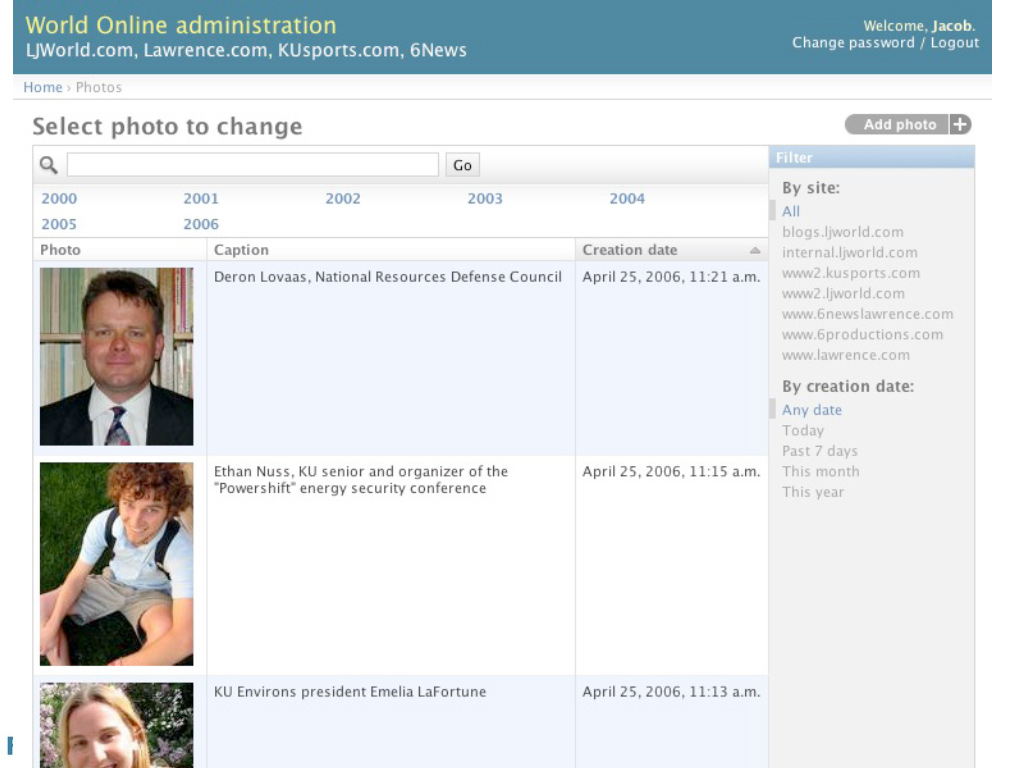 World Online administration
LJWorld.com, Lawrence.com, KUsports.com, 6News
Welcome, Jacob.
Change password / Logout
Home › Photos
Select photo to change
Add photo +
Go
2000 2001 2002 2003 2004
2005 2006
Photo Caption Creation date
Deron Lovaas, National Resources Defense Council April 25, 2006, 11:21 a.m.
Ethan Nuss, KU senior and organizer of the April 25, 2006, 11:15 a.m.
"Powershift" energy security conference
KU Environs president Emelia LaFortune April 25, 2006, 11:13 a.m.
Filter
By site:
All
blogs.ljworld.com
internal.ljworld.com
www2.kusports.com
www2.ljworld.com
www.6newslawrence.com
www.6productions.com
www.lawrence.com
By creation date:
Any date
Today
Past 7 days
This month
This year